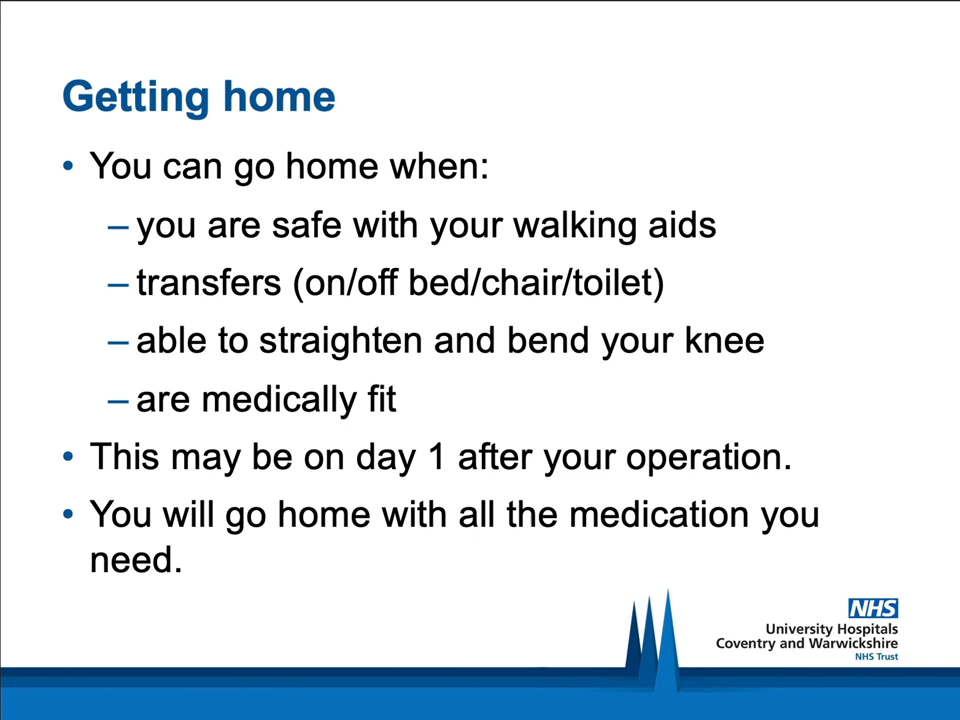 Getting home
• You can go home when:
– you are safe with your walking aids
– transfers (on/off bed/chair/toilet)
– able to straighten and bend your knee
– are medically fit
• This may be on day 1 after your operation.
• You will go home with all the medication you
need.
NHS
University Hospitals
Coventry and Warwickshire
NHS Trust